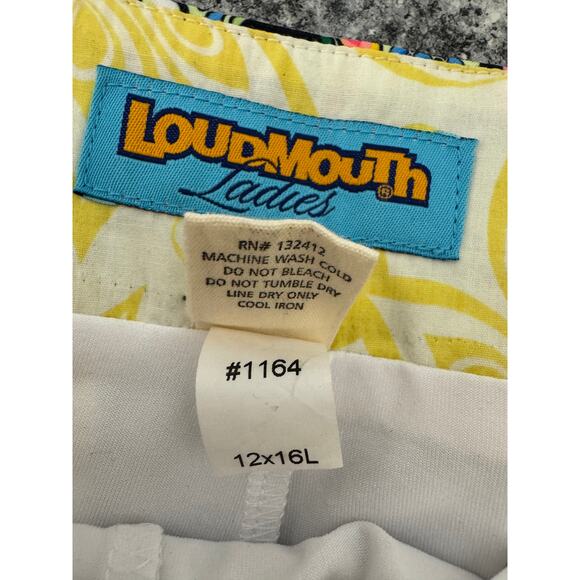 LOUDMOUTH®
Ladies
RN# 132412
MACHINE WASH COLD
DO NOT BLEACH
DO NOT TUMBLE DRY
LINE DRY ONLY
COOL IRON
#1164
12x16L